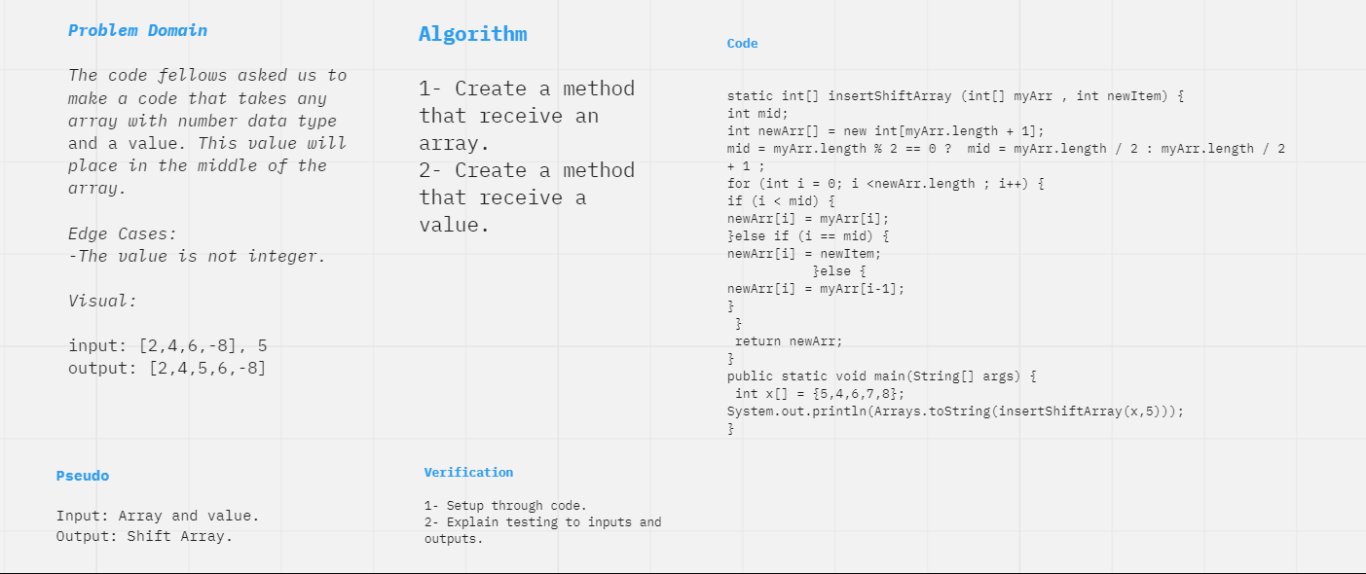 Problem Domain
The code fellows asked us to
make a code that takes any
array with number data type
and a value. This value will
place in the middle of the
array.
Edge Cases:
-The value is not integer.
Visual:
input: [2,4,6,-8], 5
output: [2,4,5,6,-8]
Algorithm
1- Create a method
that receive an
array.
2- Create a method
that receive a
value.
Code
static int[] insertShiftArray (int[] myArr , int newItem) {
int mid;
int newArr[] = new int[myArr.length + 1];
mid = myArr.length % 2 == 0 ?  mid = myArr.length / 2 : myArr.length / 2
+ 1 ;
for (int i = 0; i <newArr.length ; i++) {
if (i < mid) {
newArr[i] = myArr[i];
}else if (i == mid) {
newArr[i] = newItem;
}else {
newArr[i] = myArr[i-1];
}
}
return newArr;
}
public static void main(String[] args) {
int x[] = {5,4,6,7,8};
System.out.println(Arrays.toString(insertShiftArray(x,5)));
}
Pseudo
Input: Array and value.
Output: Shift Array.
Verification
1- Setup through code.
2- Explain testing to inputs and
outputs.